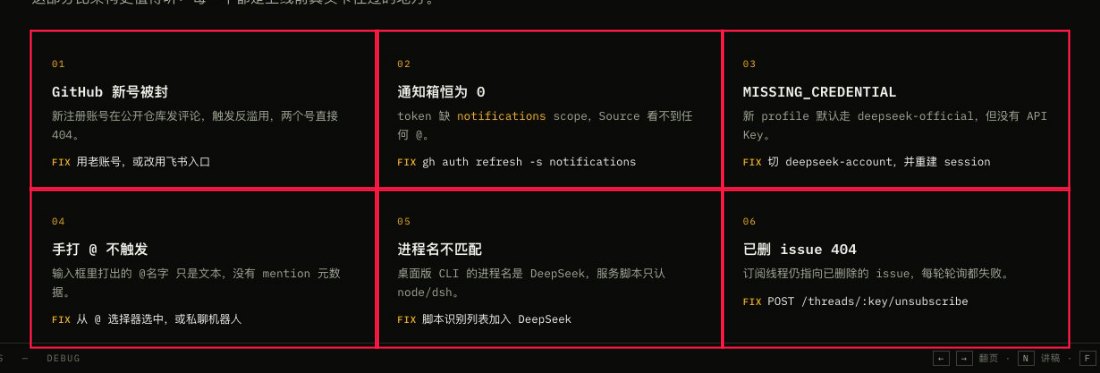 01
GitHub 新号被封
新注册账号在公开仓库发评论，触发反滥用，两个号直接
404。
FIX 用老账号，或改用飞书入口
02
通知箱恒为 0
token 缺 notifications scope，Source 看不到任
何 @。
FIX gh auth refresh -s notifications
03
MISSING_CREDENTIAL
新 profile 默认走 deepseek-official，但没有 API
Key。
FIX 切 deepseek-account，并重建 session
04
手打 @ 不触发
输入框里打出的 @名字 只是文本，没有 mention 元数
据。
FIX 从 @ 选择器选中，或私聊机器人
05
进程名不匹配
桌面版 CLI 的进程名是 DeepSeek，服务脚本只认
node/dsh。
FIX 脚本识别列表加入 DeepSeek
06
已删 issue 404
订阅线程仍指向已删除的 issue，每轮轮询都失败。
FIX POST /threads/:key/unsubscribe
— DEBUG
← → 翻页 · N 讲稿 · F